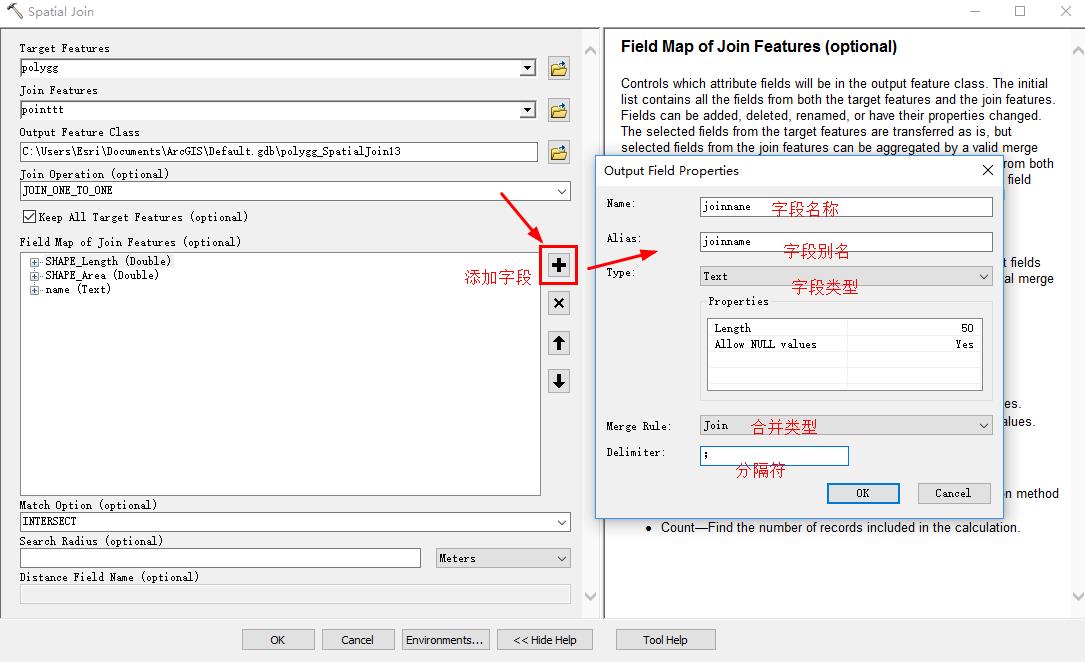 Spatial Join
Target Features
polygg
Join Features
pointtt
Output Feature Class
C:\Users\Esri\Documents\ArcGIS\Default.gdb\polygg_SpatialJoin13
Join Operation (optional)
JOIN_ONE_TO_ONE
Keep All Target Features (optional)
Field Map of Join Features (optional)
SHAPE_Length (Double)
SHAPE_Area (Double)
name (Text)
添加字段
Match Option (optional)
INTERSECT
Search Radius (optional)
Meters
Distance Field Name (optional)
OK
Cancel
Environments...
<< Hide Help
Tool Help
Field Map of Join Features (optional)
Controls which attribute fields will be in the output feature class. The initial
list contains all the fields from both the target features and the join features.
Fields can be added, deleted, renamed, or have their properties changed.
The selected fields from the target features are transferred as is, but
selected fields from the join features can be aggregated by a valid merge
from both
field
t fields
al merge
es.
alues.
n method
Count—Find the number of records included in the calculation.
Output Field Properties
Name:
joinnane 字段名称
Alias:
joinname 字段别名
Type:
Text 字段类型
Properties
Length 50
Allow NULL values Yes
Merge Rule:
Join 合并类型
Delimiter:
;
分隔符
OK
Cancel